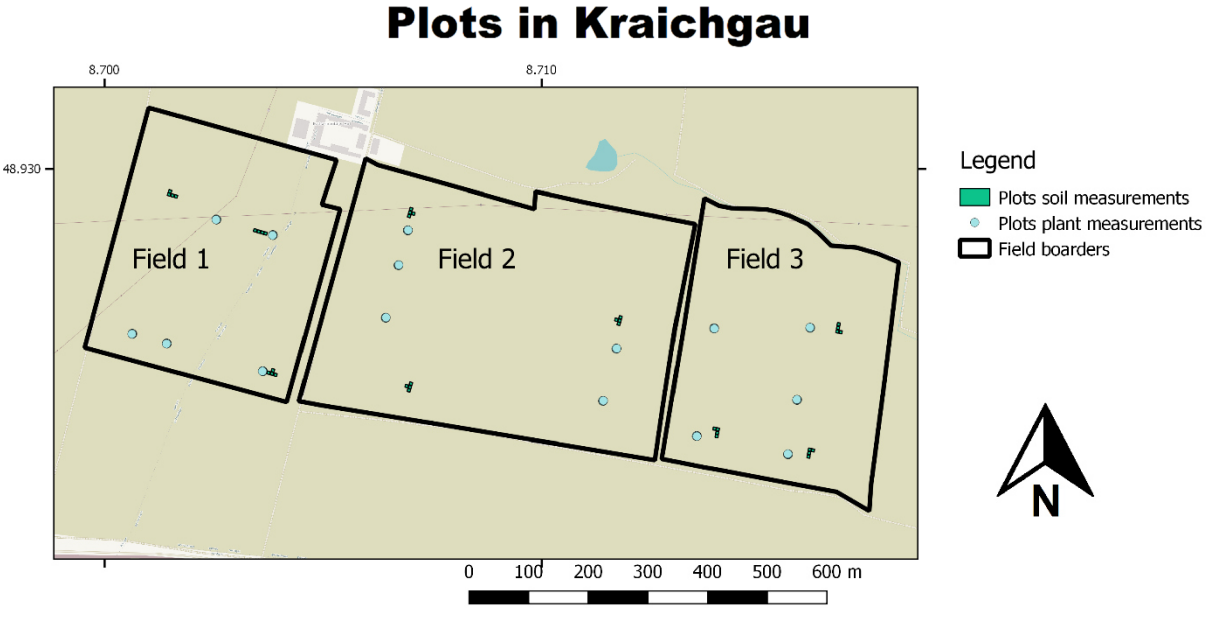 Plots in Kraichgau
8.700
8.710
48.930
Field 1
Field 2
Field 3
Legend
Plots soil measurements
Plots plant measurements
Field boarders
N
0 100 200 300 400 500 600 m